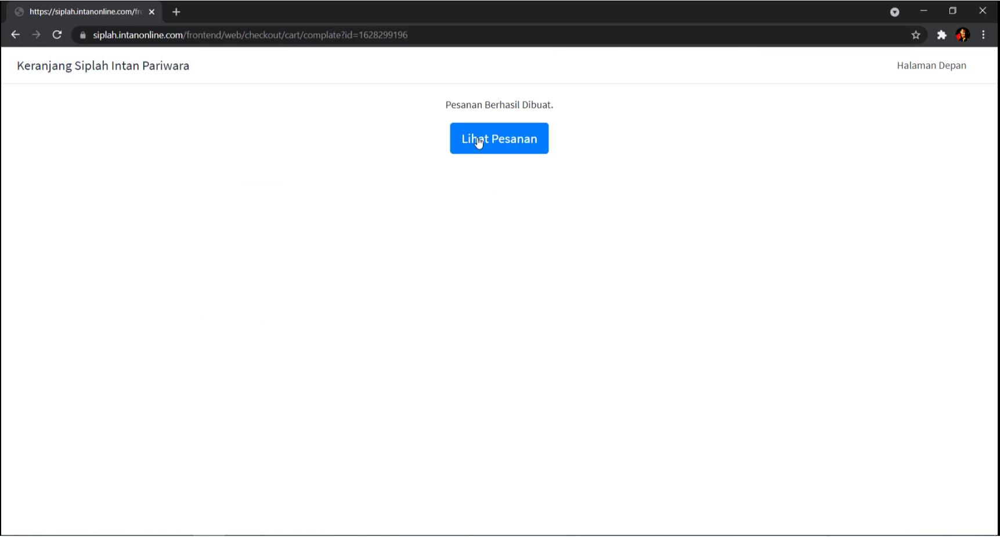 https://siplah.intanonline.com/fr
siplah.intanonline.com/frontend/web/checkout/cart/complate?id=1628299196
Keranjang Siplah Intan Pariwara
Halaman Depan
Pesanan Berhasil Dibuat.
Lihat Pesanan